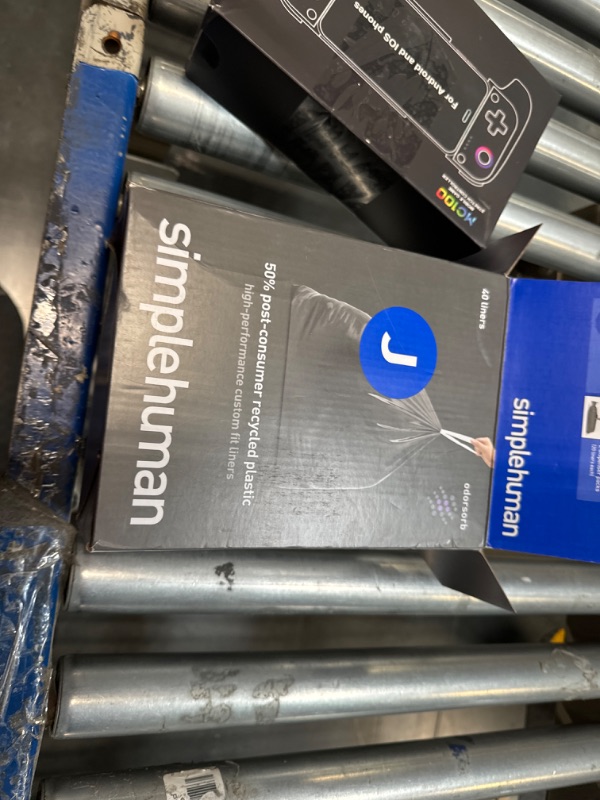 For Android and IOS phones
MC100
simplehuman
50% post-consumer recycled plastic
high-performance custom fit liners
J
40 liners
odorsorb
simplehuman